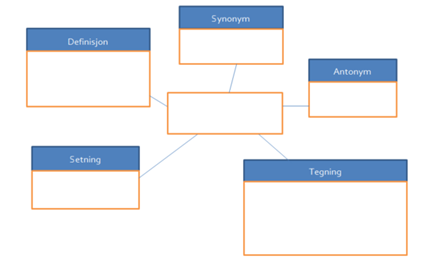 Synonym
Definisjon
Antonym
Setning
Tegning